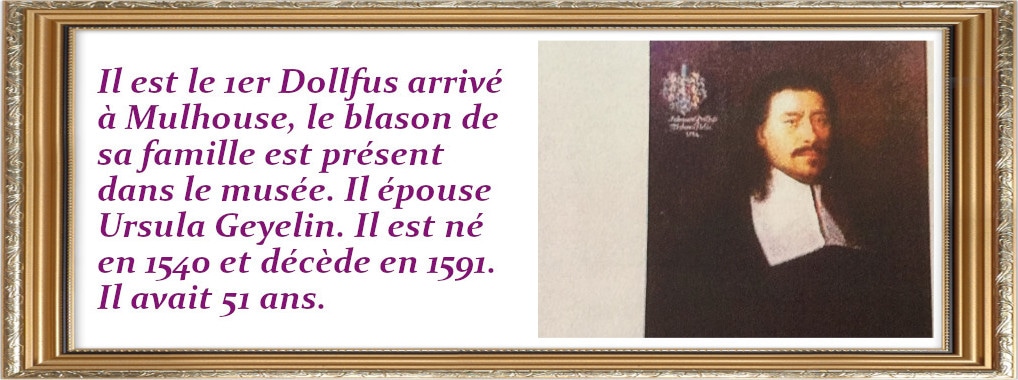 Il est le 1er Dollfus arrivé
à Mulhouse, le blason de
sa famille est présent
dans le musée. Il épouse
Ursula Geyelin. Il est né
en 1540 et décède en 1591.
Il avait 51 ans.